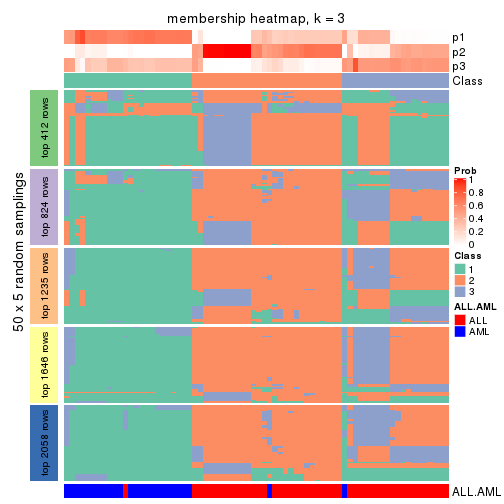 membership heatmap, k = 3
p1
p2
p3
Class
50 x 5 random samplings
top 412 rows
top 824 rows
top 1235 rows
top 1646 rows
top 2058 rows
Prob
1
0.8
0.6
0.4
0.2
0
Class
1
2
3
ALL.AML
ALL
AML
ALL.AML